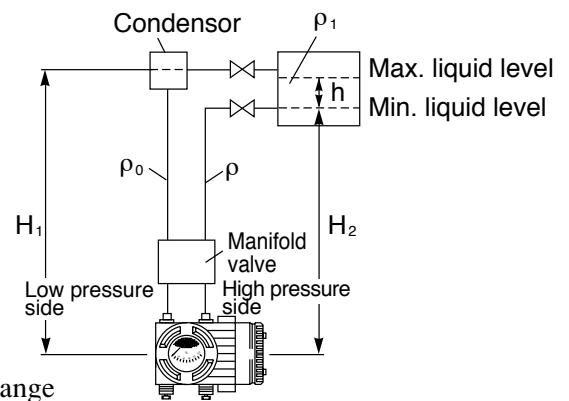 Condensor
ρ₁
Max. liquid level
h
Min. liquid level
ρ₀
ρ
H₁
H₂
Manifold
valve
Low pressure
side
High pressure
side
ange